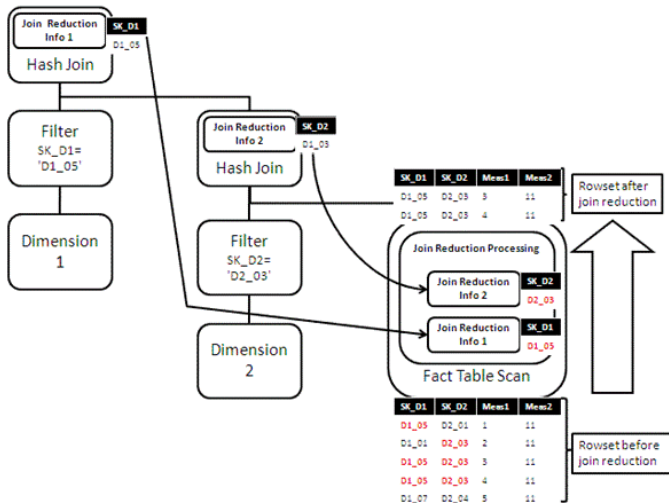 Join Reduction
Info 1
SK_D1
D1_05
Hash Join
Filter
SK_D1=
'D1_05'
Dimension
1
Join Reduction
Info 2
SK_D2
D1_03
Hash Join
Filter
SK_D2=
'D2_03'
Dimension
2
SK_D1 SK_D2 Meas1 Meas2
D1_05 D2_03 3 11
D1_05 D2_03 4 11
Rowset after
join reduction
Join Reduction Processing
Join Reduction
Info 2
SK_D2
D2_03
Join Reduction
Info 1
SK_D1
D1_05
Fact Table Scan
SK_D1 SK_D2 Meas1 Meas2
D1_05 D2_01 1 11
D1_01 D2_03 2 11
D1_05 D2_03 3 11
D1_05 D2_03 4 11
D1_07 D2_04 5 11
Rowset before
join reduction